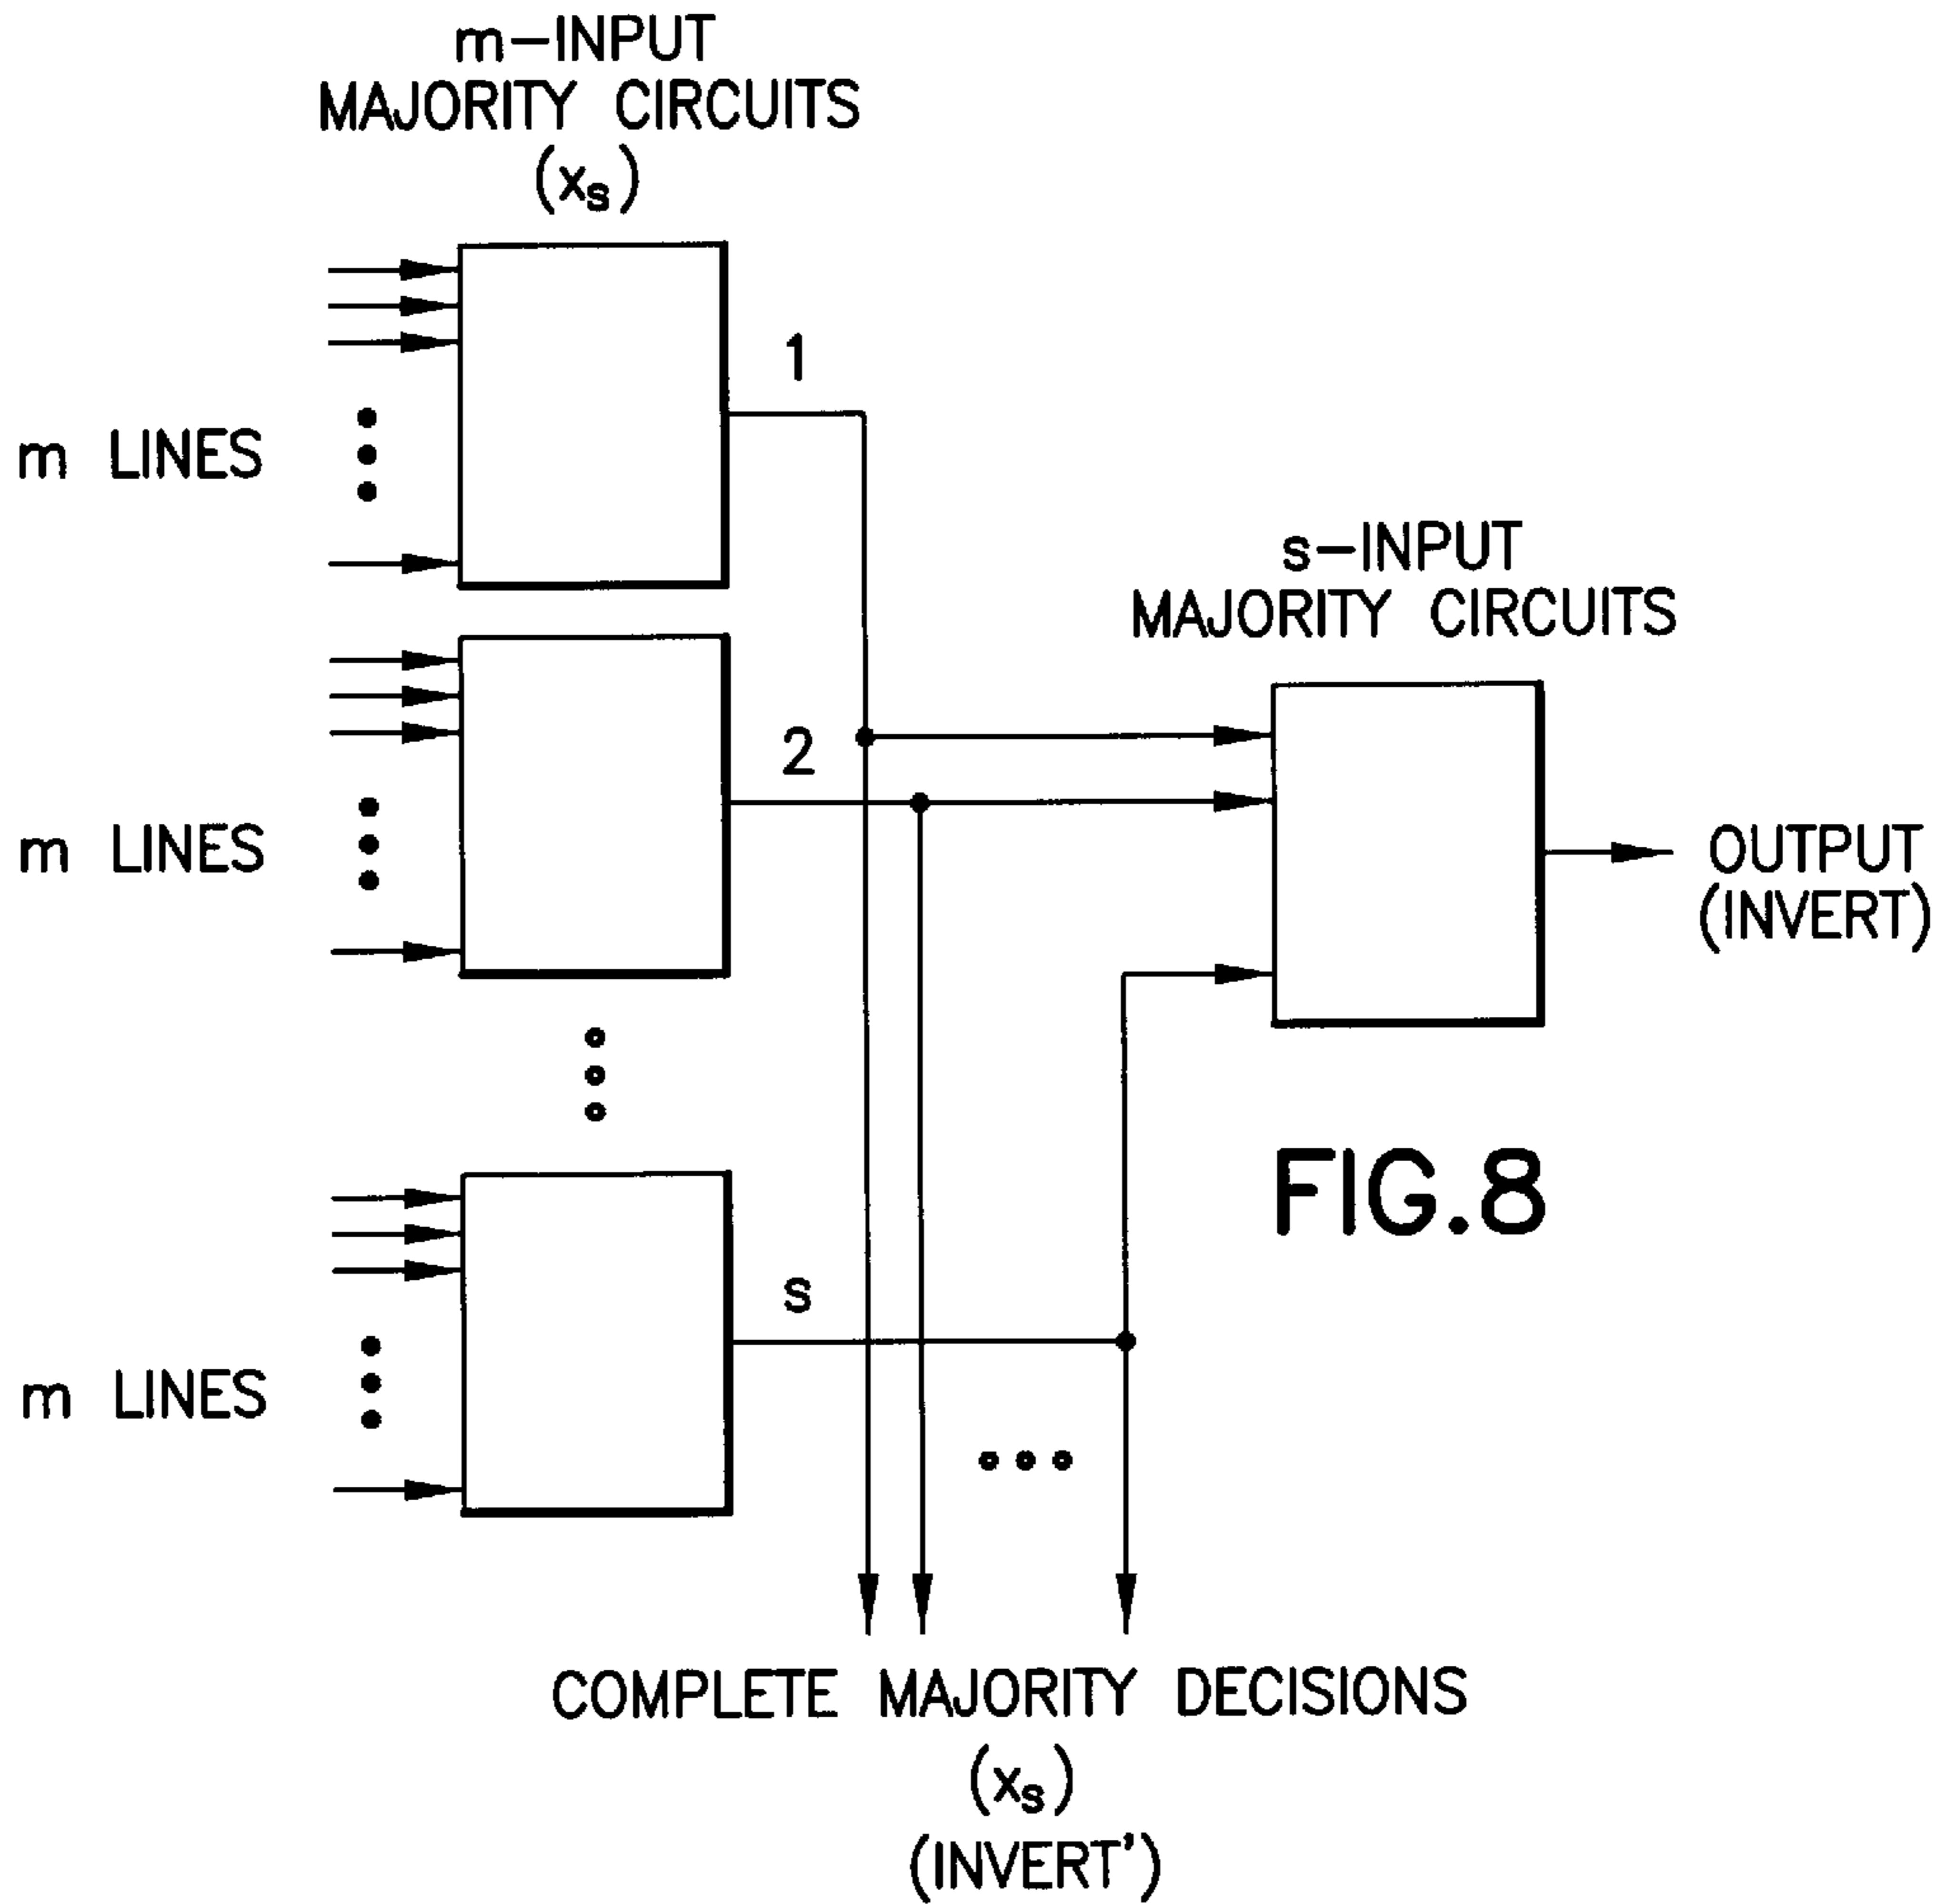 m-INPUT
MAJORITY CIRCUITS
(xs)
1
m LINES
s-INPUT
MAJORITY CIRCUITS
2
m LINES
OUTPUT
(INVERT)
FIG.8
s
m LINES
COMPLETE MAJORITY DECISIONS
(xs)
(INVERT')